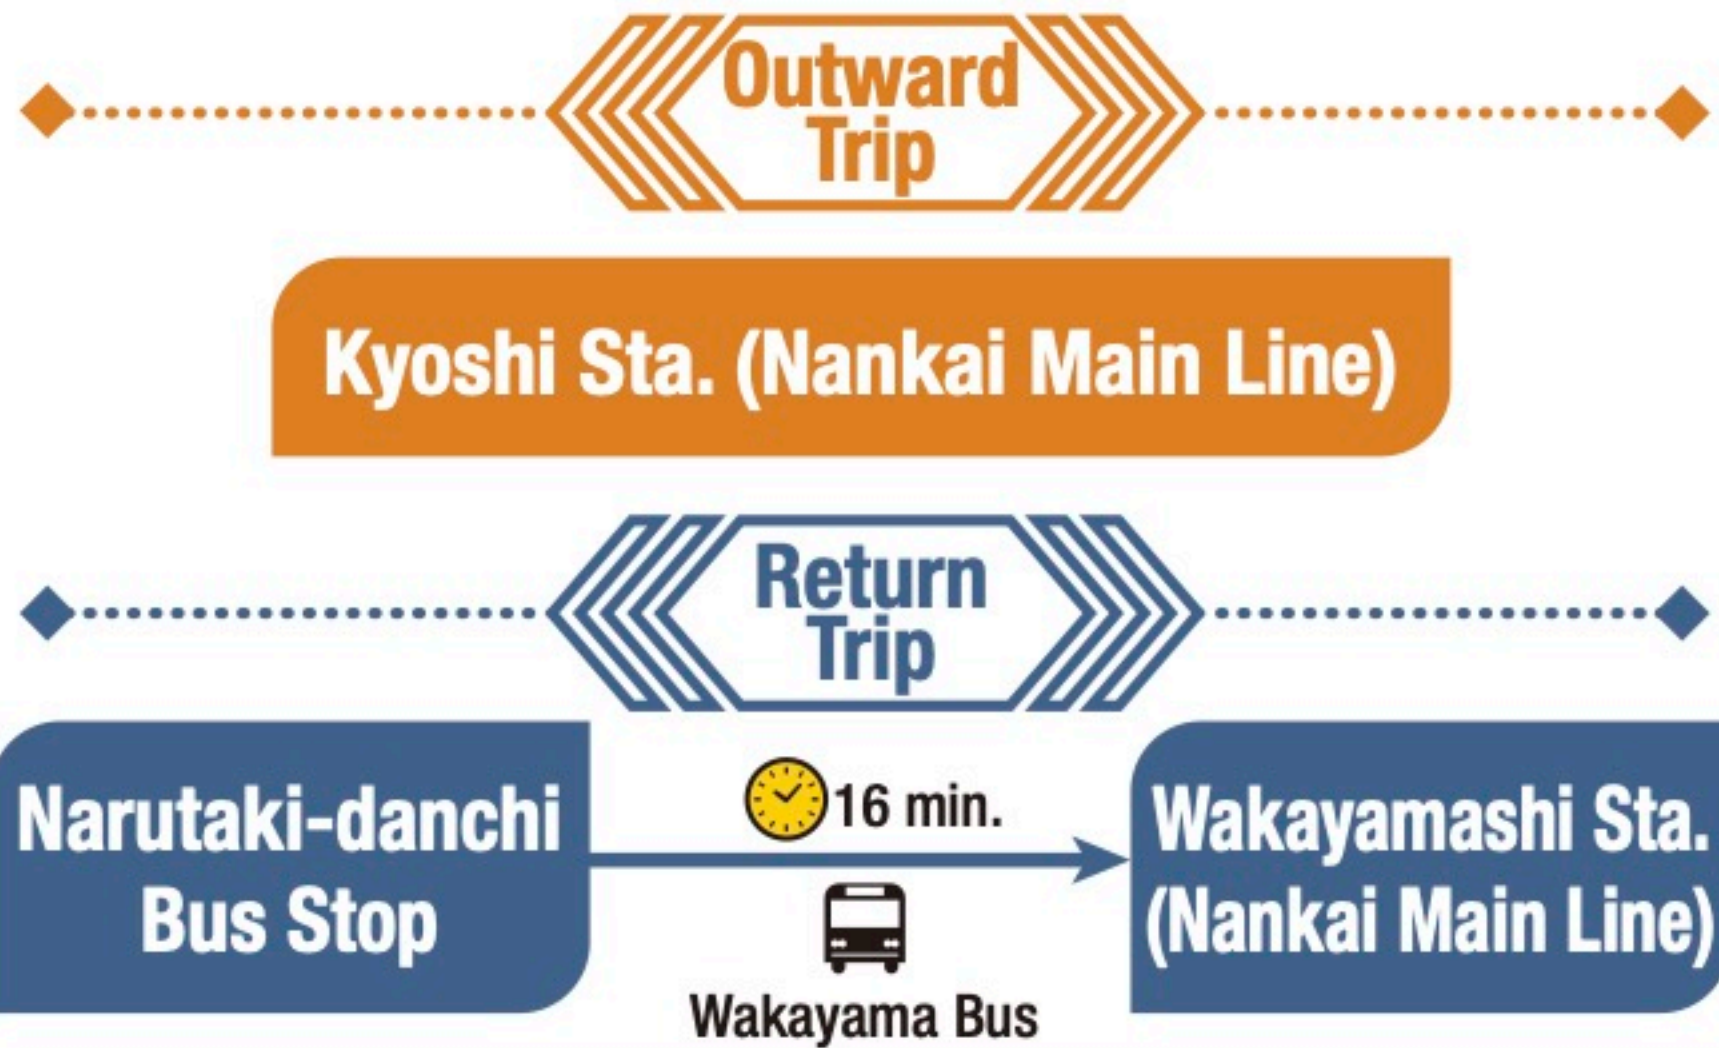 Outward
Trip
Kyoshi Sta. (Nankai Main Line)
Return
Trip
Narutaki-danchi
Bus Stop
16 min.
Wakayama Bus
Wakayamashi Sta.
(Nankai Main Line)